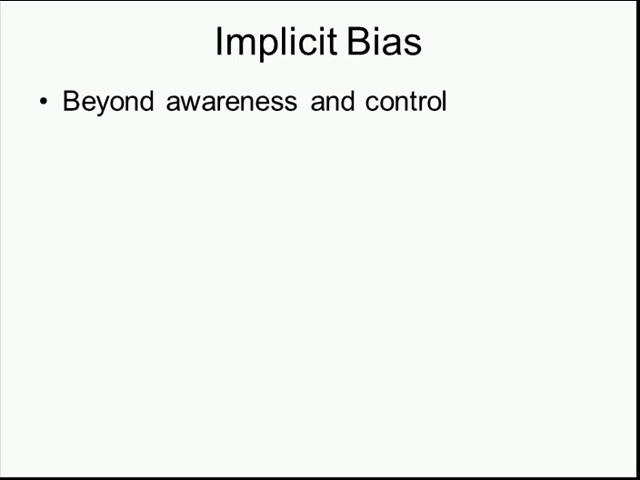 Implicit Bias
• Beyond awareness and control